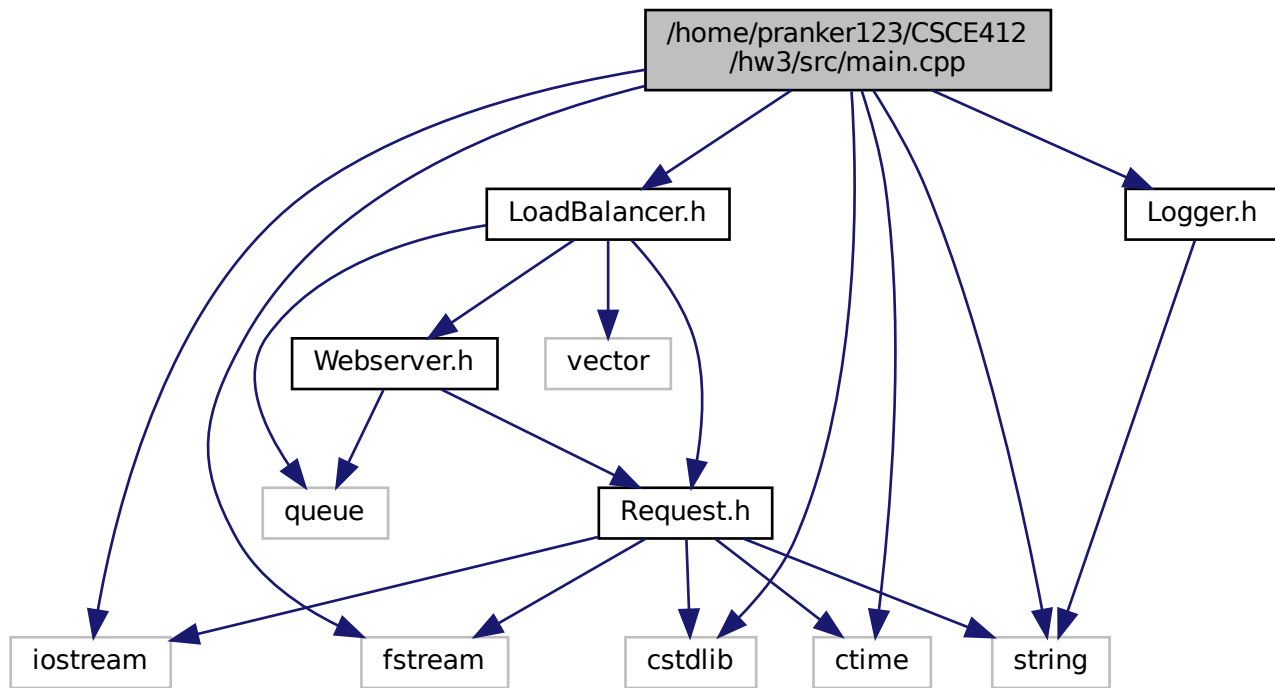 /home/pranker123/CSCE412
/hw3/src/main.cpp
LoadBalancer.h
Logger.h
Webserver.h
vector
queue
Request.h
iostream
fstream
cstdlib
ctime
string